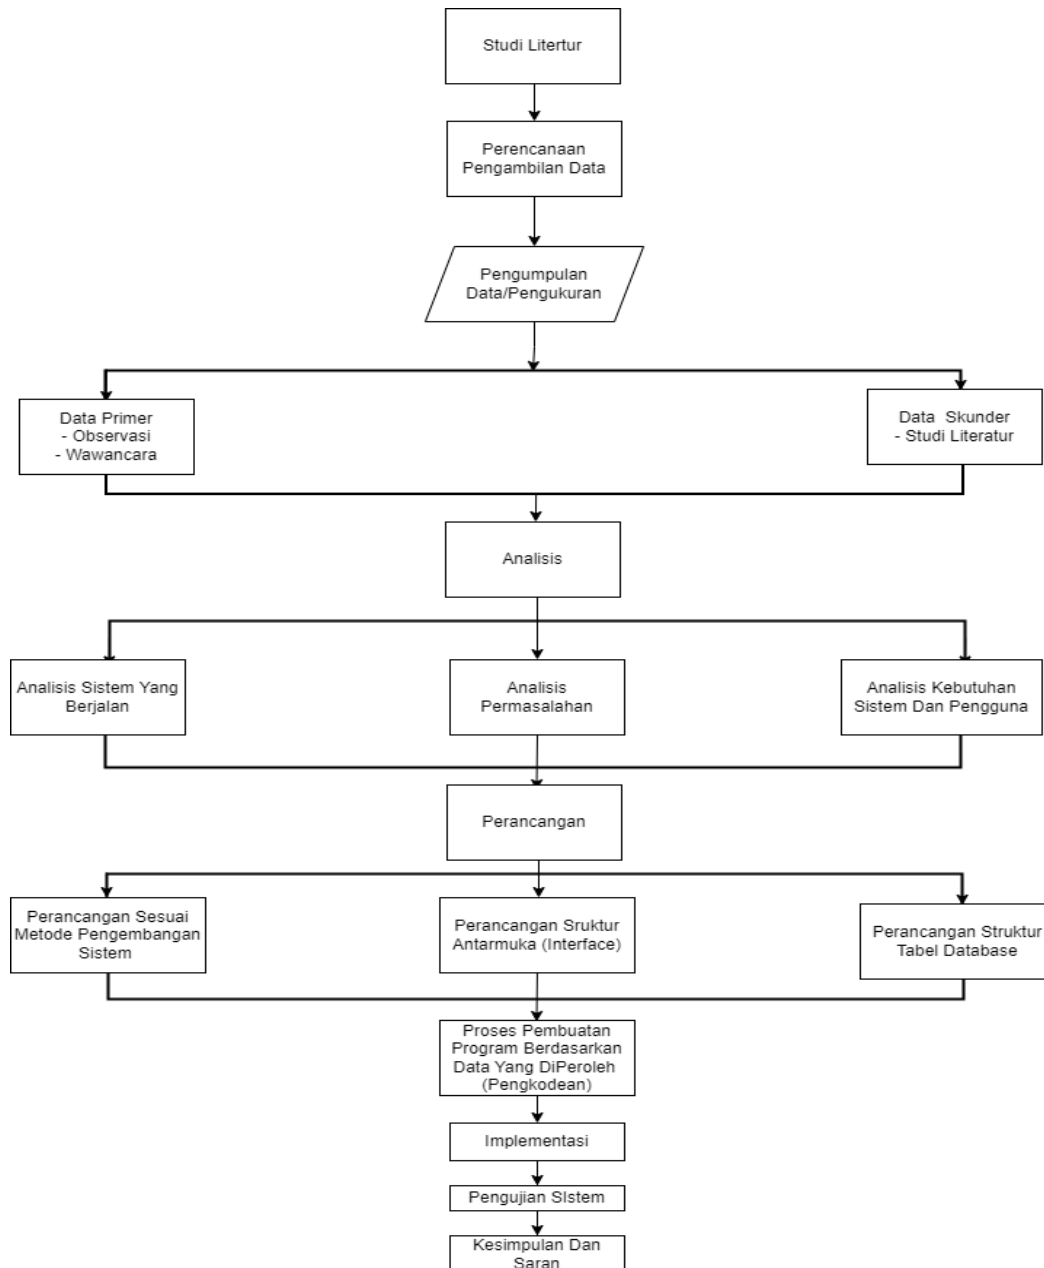 Studi Litertur
Perencanaan
Pengambilan Data
Pengumpulan
Data/Pengukuran
Data Primer
- Observasi
- Wawancara
Data Skunder
- Studi Literatur
Analisis
Analisis Sistem Yang
Berjalan
Analisis
Permasalahan
Analisis Kebutuhan
Sistem Dan Pengguna
Perancangan
Perancangan Sesuai
Metode Pengembangan
Sistem
Perancangan Sruktur
Antarmuka (Interface)
Perancangan Struktur
Tabel Database
Proses Pembuatan
Program Berdasarkan
Data Yang DiPeroleh
(Pengkodean)
Implementasi
Pengujian SIstem
Kesimpulan Dan
Saran